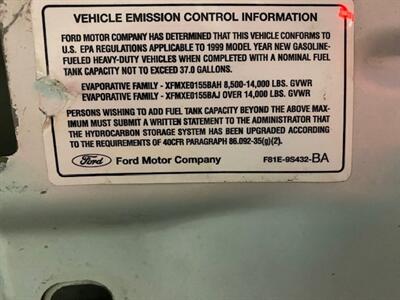 VEHICLE EMISSION CONTROL INFORMATION
FORD MOTOR COMPANY HAS DETERMINED THAT THIS VEHICLE CONFORMS TO
U.S. EPA REGULATIONS APPLICABLE TO 1999 MODEL YEAR NEW GASOLINE-
FUELED HEAVY-DUTY VEHICLES WHEN COMPLETED WITH A NOMINAL FUEL
TANK CAPACITY NOT TO EXCEED 37.0 GALLONS.
EVAPORATIVE FAMILY - XFMXE0155BAH 8,500-14,000 LBS. GVWR
EVAPORATIVE FAMILY - XFMXE0155BAJ OVER 14,000 LBS. GVWR
PERSONS WISHING TO ADD FUEL TANK CAPACITY BEYOND THE ABOVE MAX-
IMUM MUST SUBMIT A WRITTEN STATEMENT TO THE ADMINISTRATOR THAT
THE HYDROCARBON STORAGE SYSTEM HAS BEEN UPGRADED ACCORDING
TO THE REQUIREMENTS OF 40CFR PARAGRAPH 86.092-35(g)(2).
Ford Ford Motor Company F81E-9S432-BA